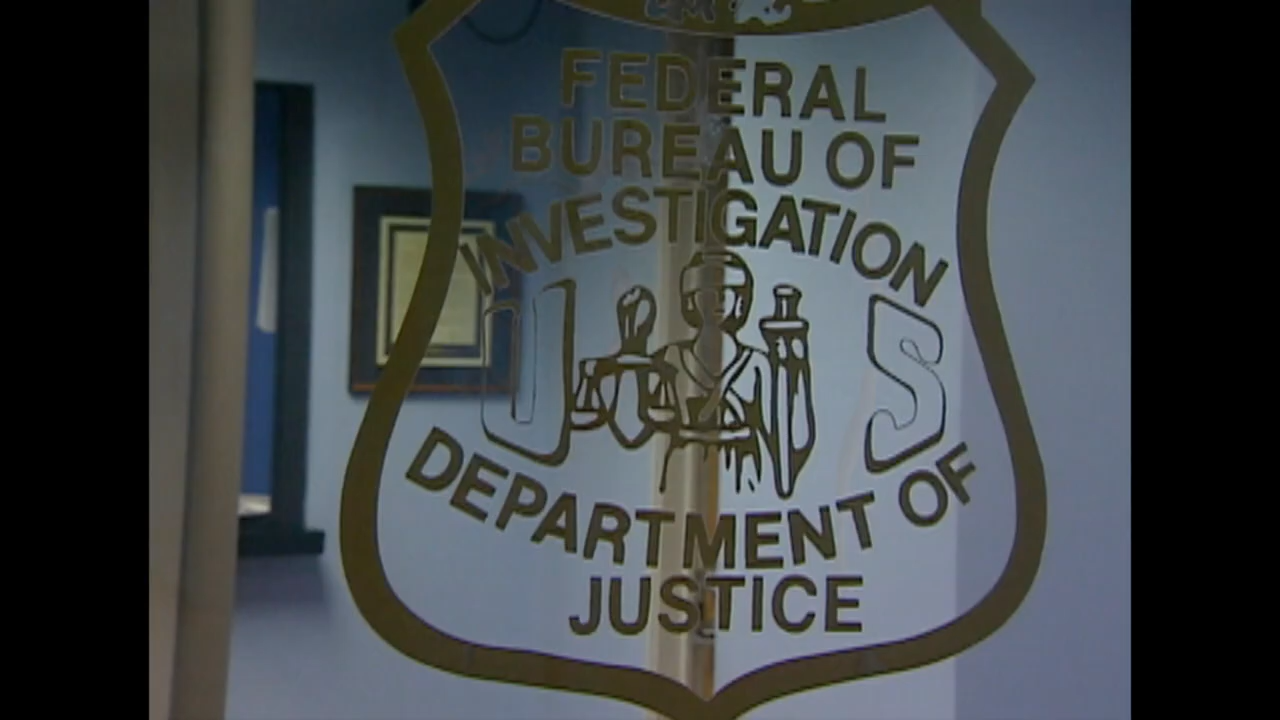 FEDERAL
BUREAU OF
INVESTIGATION
U S
DEPARTMENT OF
JUSTICE